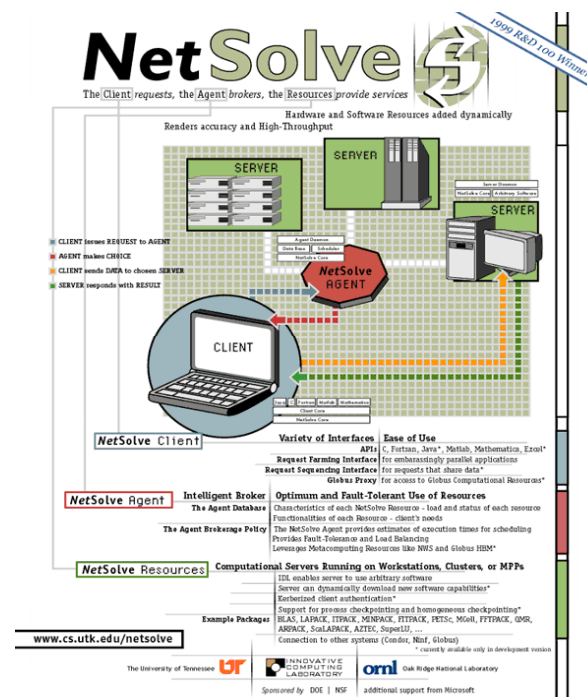 NetSolve
1999 R&D 100 Winner
The Client requests, the Agent brokers, the Resources provide services
Hardware and Software Resources added dynamically
Renders accuracy and High-Throughput
SERVER
SERVER
Server Daemon
NetSolve Core Arbitrary Software
SERVER
CLIENT issues REQUEST to AGENT
AGENT makes CHOICE
CLIENT sends DATA to chosen SERVER
SERVER responds with RESULT
Agent Daemon
Data Base Scheduler
NetSolve Core
NetSolve
AGENT
CLIENT
Java C Fortran Matlab Mathematica
Client Core
NetSolve Core
NetSolve Client
Variety of Interfaces Ease of Use
APIs C, Fortran, Java*, Matlab, Mathematica, Excel*
Request Farming Interface for embarassingly parallel applications
Request Sequencing Interface for requests that share data*
Globus Proxy for access to Globus Computational Resources*
NetSolve Agent
Intelligent Broker Optimum and Fault-Tolerant Use of Resources
The Agent Database Characteristics of each NetSolve Resource - load and status of each resource
Functionalities of each Resource - client's needs
The Agent Brokerage Policy The NetSolve Agent provides estimates of execution times for scheduling
Provides Fault-Tolerance and Load Balancing
Leverages Metacomputing Resources like NWS and Globus HBM*
NetSolve Resources
Computational Servers Running on Workstations, Clusters, or MPPs
IDL enables server to use arbitrary software
Server can dynamically download new software capabilities*
Kerberized client authentication*
Support for process checkpointing and homogeneous checkpointing*
Example Packages BLAS, LAPACK, ITPACK, MINPACK, FITPACK, PETSc, MCell, FFTPACK, QMR,
ARPACK, ScaLAPACK, AZTEC, SuperLU, ...
Connection to other systems (Condor, Ninf, Globus)
* currently available only in development version
www.cs.utk.edu/netsolve
The University of Tennessee UT INNOVATIVE COMPUTING LABORATORY ornl Oak Ridge National Laboratory
Sponsored by DOE | NSF additional support from Microsoft